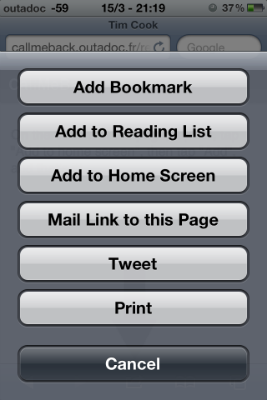 outadoc -59 15/3 - 21:19 37%
Tim Cook
callmeback.outadoc.fr/re Google
Add Bookmark
Add to Reading List
Add to Home Screen
Mail Link to this Page
Tweet
Print
Cancel